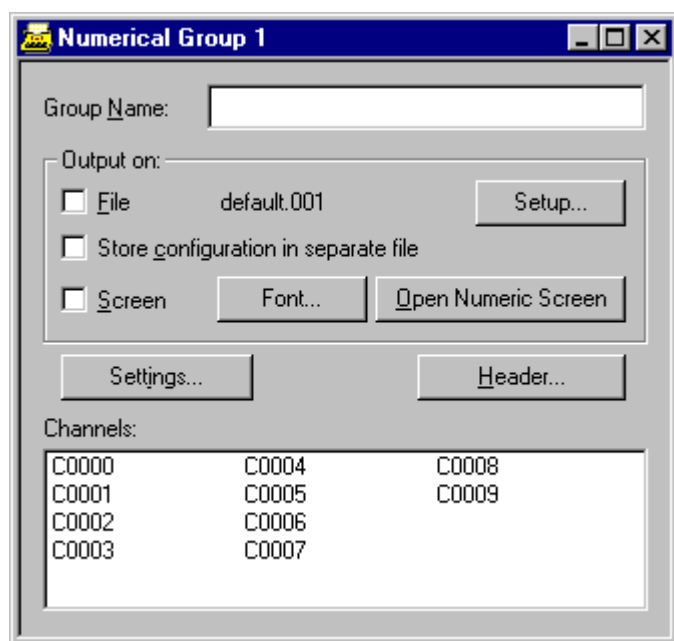 Numerical Group 1
Group Name:
Output on:
File default.001 Setup...
Store configuration in separate file
Screen Font... Open Numeric Screen
Settings... Header...
Channels:
C0000 C0004 C0008
C0001 C0005 C0009
C0002 C0006
C0003 C0007